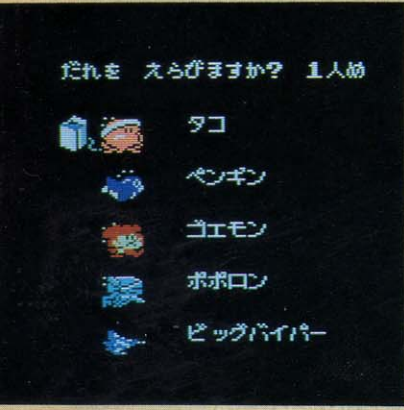 だれを えらびますか? 1人め
タコ
ペンギン
ゴエモン
ポポロン
ビッグバイパー